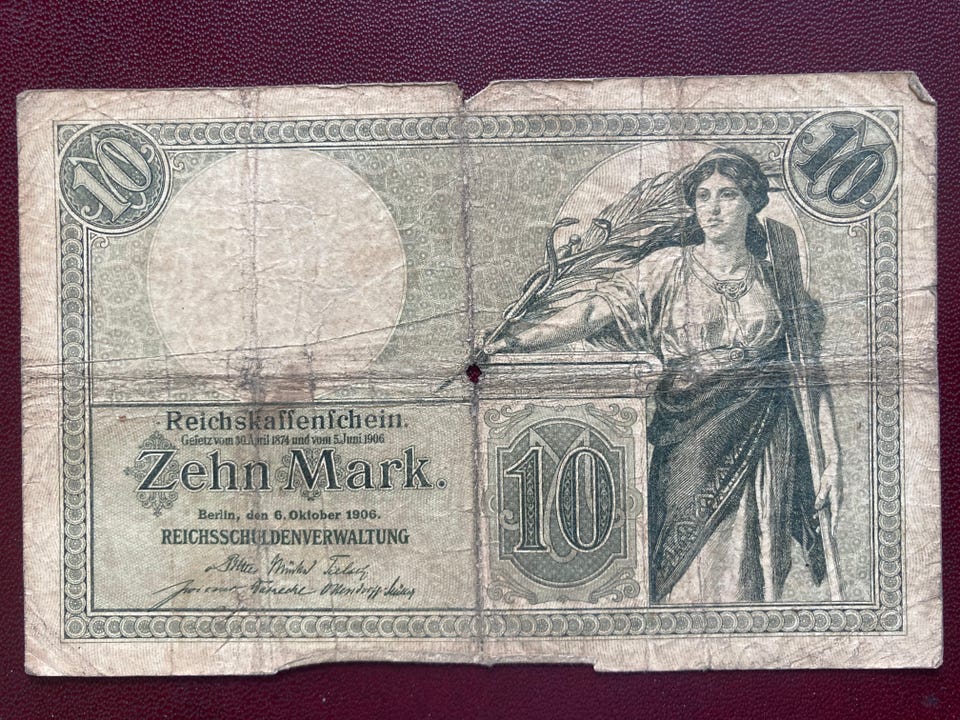 10
10
Reichskaſſenſchein.
Geſetz vom 30. April 1874 und vom 5. Juni 1906
Zehn Mark.
10
Berlin, den 6. Oktober 1906.
REICHSSCHULDENVERWALTUNG